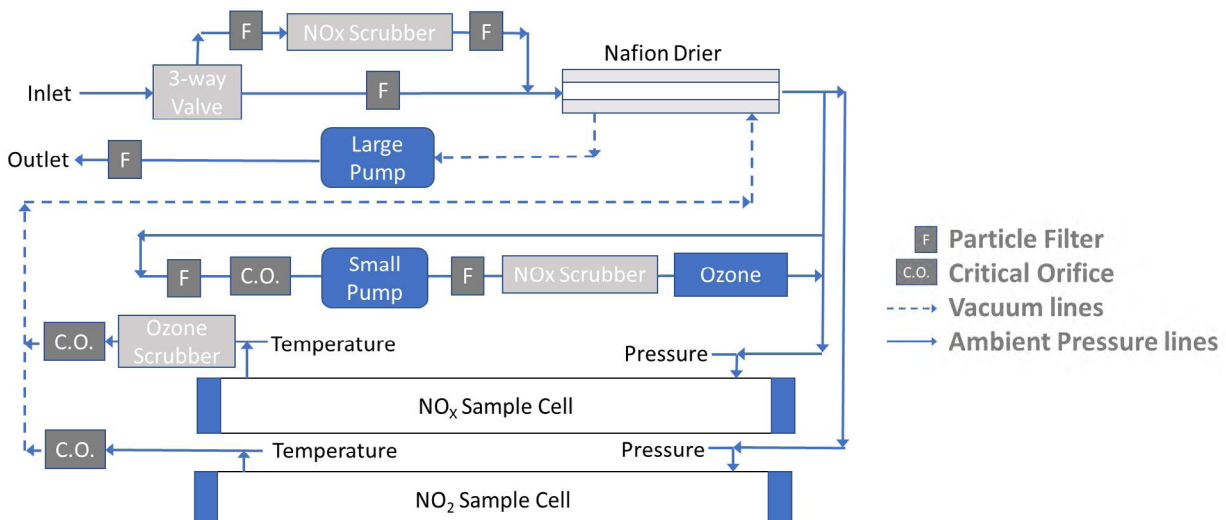 F
NOx Scrubber
F
Nafion Drier
Inlet
3-way
Valve
F
Outlet
F
Large
Pump
F
Particle Filter
C.O.
Critical Orifice
Vacuum lines
Ambient Pressure lines
F
C.O.
Small
Pump
F
NOx Scrubber
Ozone
C.O.
Ozone
Scrubber
Temperature
Pressure
NOX Sample Cell
C.O.
Temperature
Pressure
NO2 Sample Cell